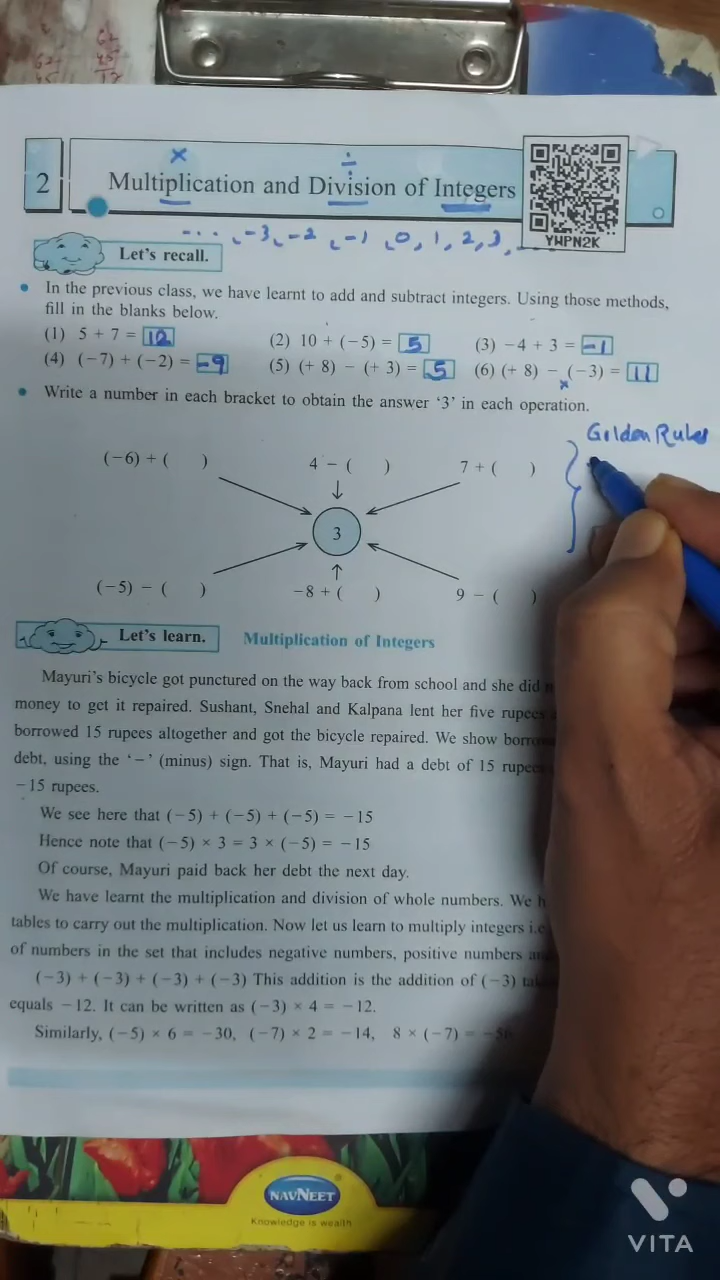 2
×
÷
Multiplication and Division of Integers
YWPN2K
... , -3, -2, -1, 0, 1, 2, 3, ...
Let's recall.
• In the previous class, we have learnt to add and subtract integers. Using those methods,
fill in the blanks below.
(1) 5 + 7 = 12 (2) 10 + (−5) = 5 (3) −4 + 3 = -1
(4) (−7) + (−2) = -9 (5) (+ 8) − (+ 3) = 5 (6) (+ 8) − (−3) = 11
• Write a number in each bracket to obtain the answer '3' in each operation.
Golden Rules
(−6) + ( ) 4 − ( ) 7 + ( )
3
(−5) − ( ) −8 + ( ) 9 − ( )
Let's learn. Multiplication of Integers
Mayuri's bicycle got punctured on the way back from school and she did
money to get it repaired. Sushant, Snehal and Kalpana lent her five rupees
borrowed 15 rupees altogether and got the bicycle repaired. We show
debt, using the '−' (minus) sign. That is, Mayuri had a debt of 15
−15 rupees.
We see here that (−5) + (−5) + (−5) = −15
Hence note that (−5) × 3 = 3 × (−5) = −15
Of course, Mayuri paid back her debt the next day.
We have learnt the multiplication and division of whole numbers. We
tables to carry out the multiplication. Now let us learn to multiply integers
of numbers in the set that includes negative numbers, positive numbers
(−3) + (−3) + (−3) + (−3) This addition is the addition of (−3)
equals −12. It can be written as (−3) × 4 = −12.
Similarly, (−5) × 6 = −30, (−7) × 2 = −14, 8 × (−7) =
NAVNEET
Knowledge is wealth
VITA